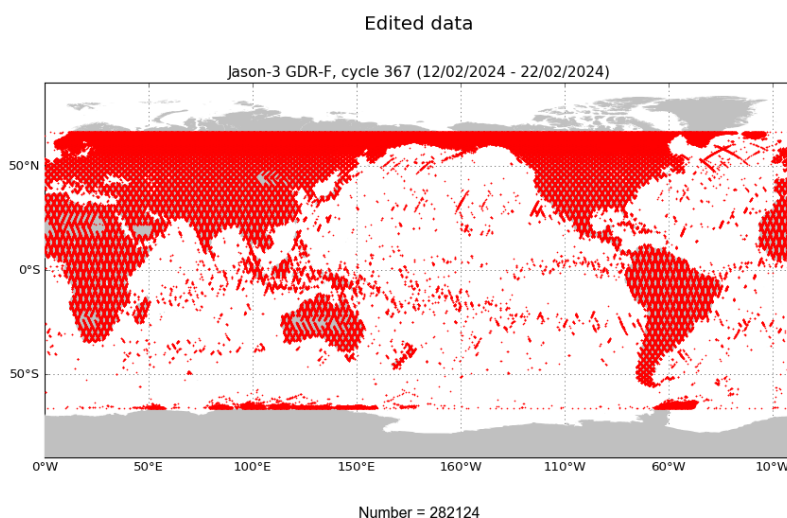 Edited data
Jason-3 GDR-F, cycle 367 (12/02/2024 - 22/02/2024)
50°N
0°S
50°S
0°W 50°E 100°E 150°E 160°W 110°W 60°W 10°W
Number = 282124